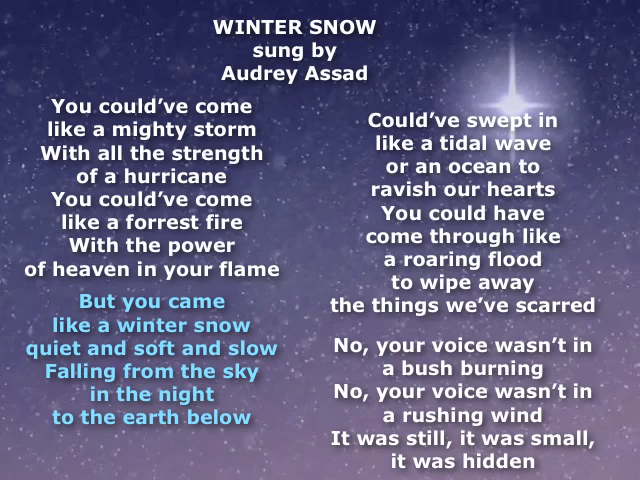 WINTER SNOW
sung by
Audrey Assad
You could’ve come
like a mighty storm
With all the strength
of a hurricane
You could’ve come
like a forrest fire
With the power
of heaven in your flame
But you came
like a winter snow
quiet and soft and slow
Falling from the sky
in the night
to the earth below
Could’ve swept in
like a tidal wave
or an ocean to
ravish our hearts
You could have
come through like
a roaring flood
to wipe away
the things we’ve scarred
No, your voice wasn’t in
a bush burning
No, your voice wasn’t in
a rushing wind
It was still, it was small,
it was hidden